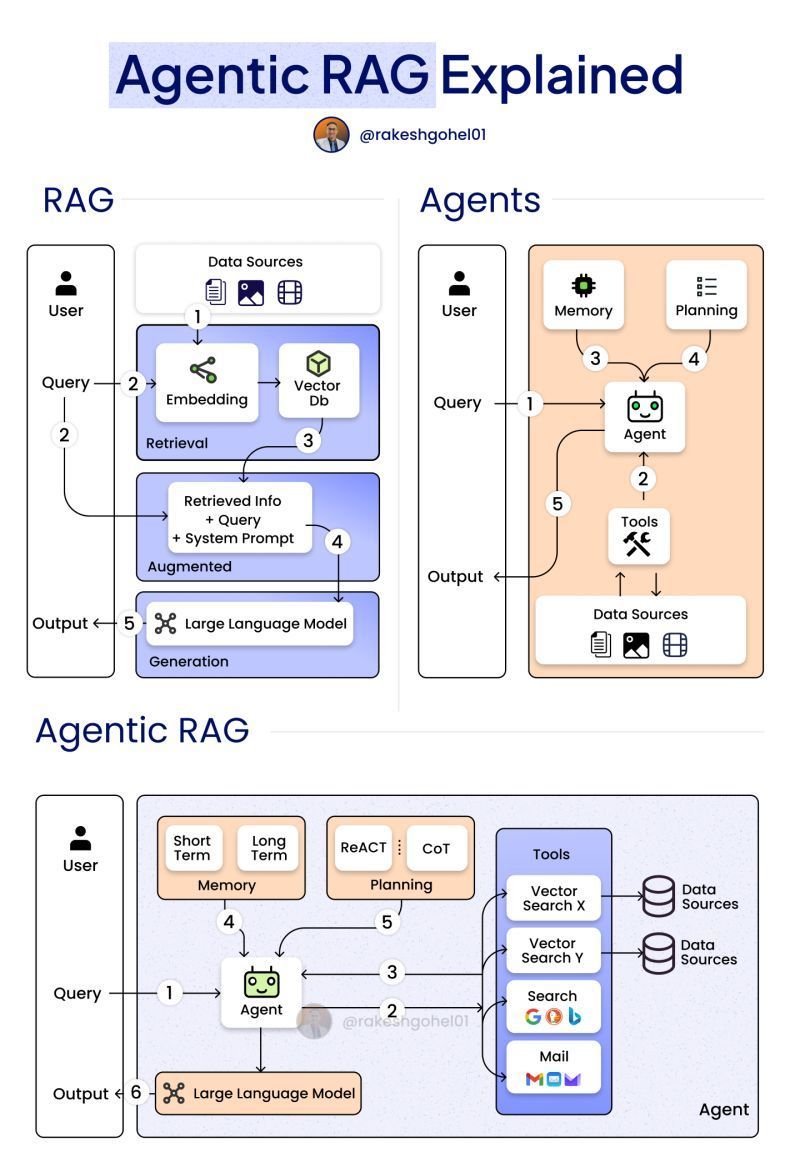 Agentic RAG Explained
@rakeshgohel01
RAG
User
Query
Output
Data Sources
1
2
Embedding
Vector
Db
Retrieval
2
3
Retrieved Info
+ Query
+ System Prompt
4
Augmented
5
Large Language Model
Generation
Agents
User
Query
Output
Memory
Planning
3
4
1
Agent
2
5
Tools
Data Sources
Agentic RAG
User
Query
Output
Short
Term
Long
Term
Memory
ReACT
CoT
Planning
Tools
Vector
Search X
Data
Sources
4
5
Vector
Search Y
Data
Sources
3
1
Agent
2
@rakeshgohel01
Search
Mail
6
Large Language Model
Agent